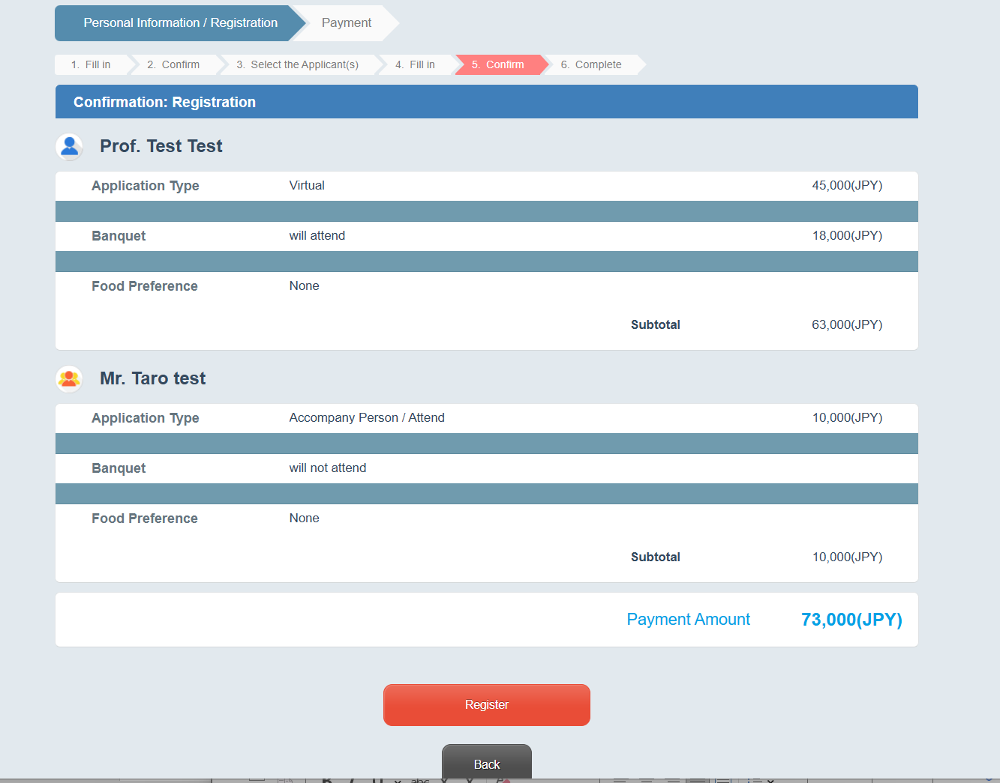 Personal Information / Registration Payment
1. Fill in 2. Confirm 3. Select the Applicant(s) 4. Fill in 5. Confirm 6. Complete
Confirmation: Registration
Prof. Test Test
Application Type Virtual 45,000(JPY)
Banquet will attend 18,000(JPY)
Food Preference None
Subtotal 63,000(JPY)
Mr. Taro test
Application Type Accompany Person / Attend 10,000(JPY)
Banquet will not attend
Food Preference None
Subtotal 10,000(JPY)
Payment Amount 73,000(JPY)
Register
Back